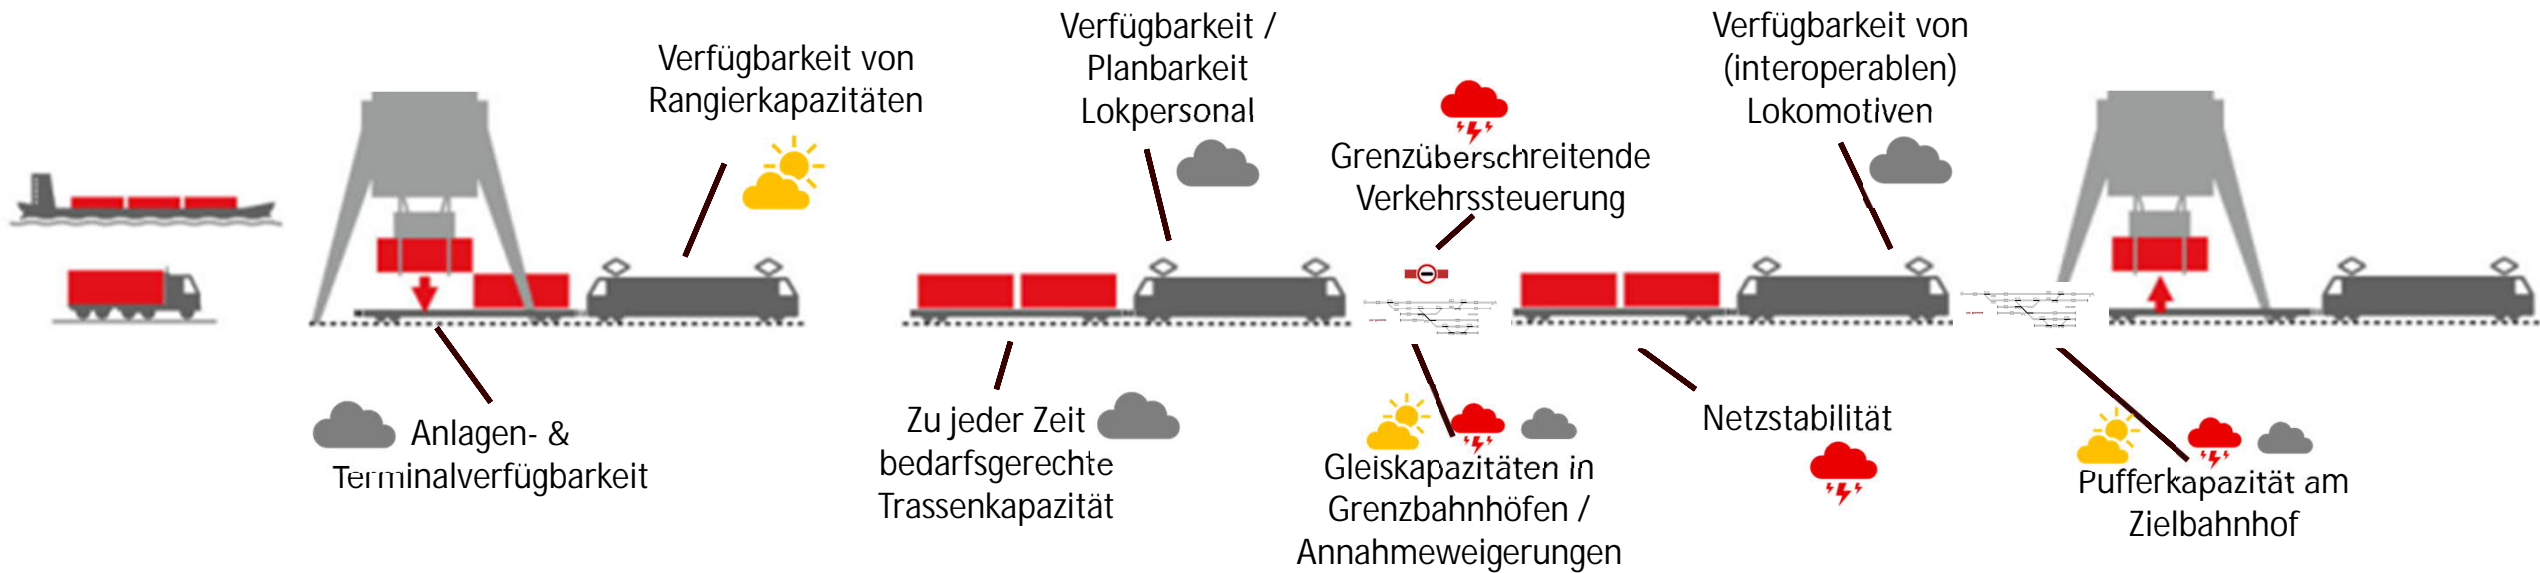 Verfügbarkeit von
Rangierkapazitäten
Verfügbarkeit /
Planbarkeit
Lokpersonal
Grenzüberschreitende
Verkehrssteuerung
Verfügbarkeit von
(interoperablen)
Lokomotiven
Anlagen- &
Terminalverfügbarkeit
Zu jeder Zeit
bedarfsgerechte
Trassenkapazität
Gleiskapazitäten in
Grenzbahnhöfen /
Annahmeweigerungen
Netzstabilität
Pufferkapazität am
Zielbahnhof